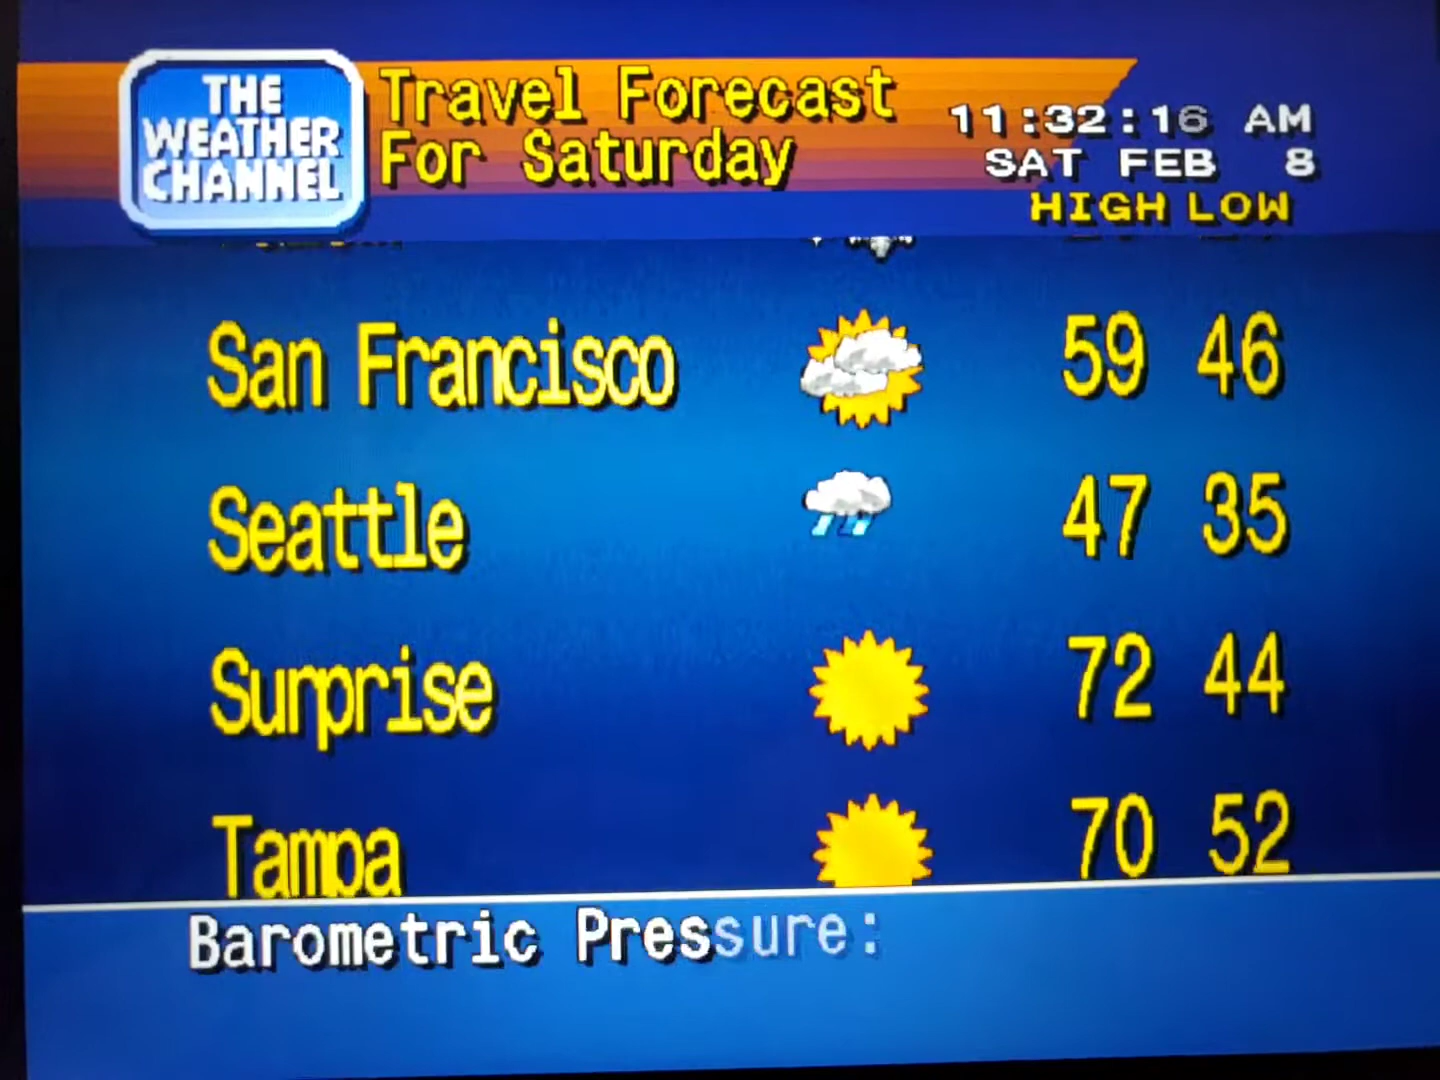 THE
WEATHER
CHANNEL
Travel Forecast
For Saturday
11:32:16 AM
SAT FEB 8
HIGH LOW
San Francisco 59 46
Seattle 47 35
Surprise 72 44
Tampa 70 52
Barometric Pressure: